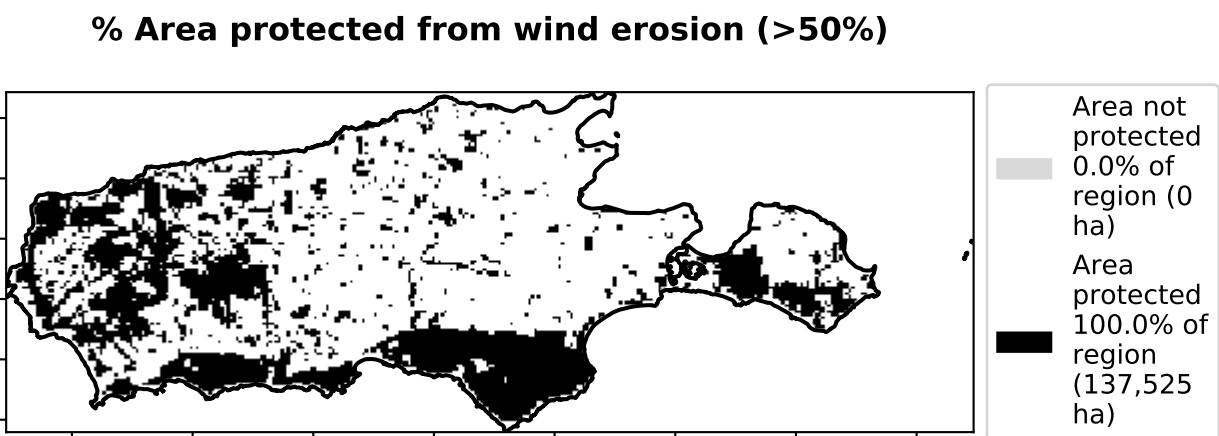 % Area protected from wind erosion (>50%)
Area not
protected
0.0% of
region (0
ha)
Area
protected
100.0% of
region
(137,525
ha)